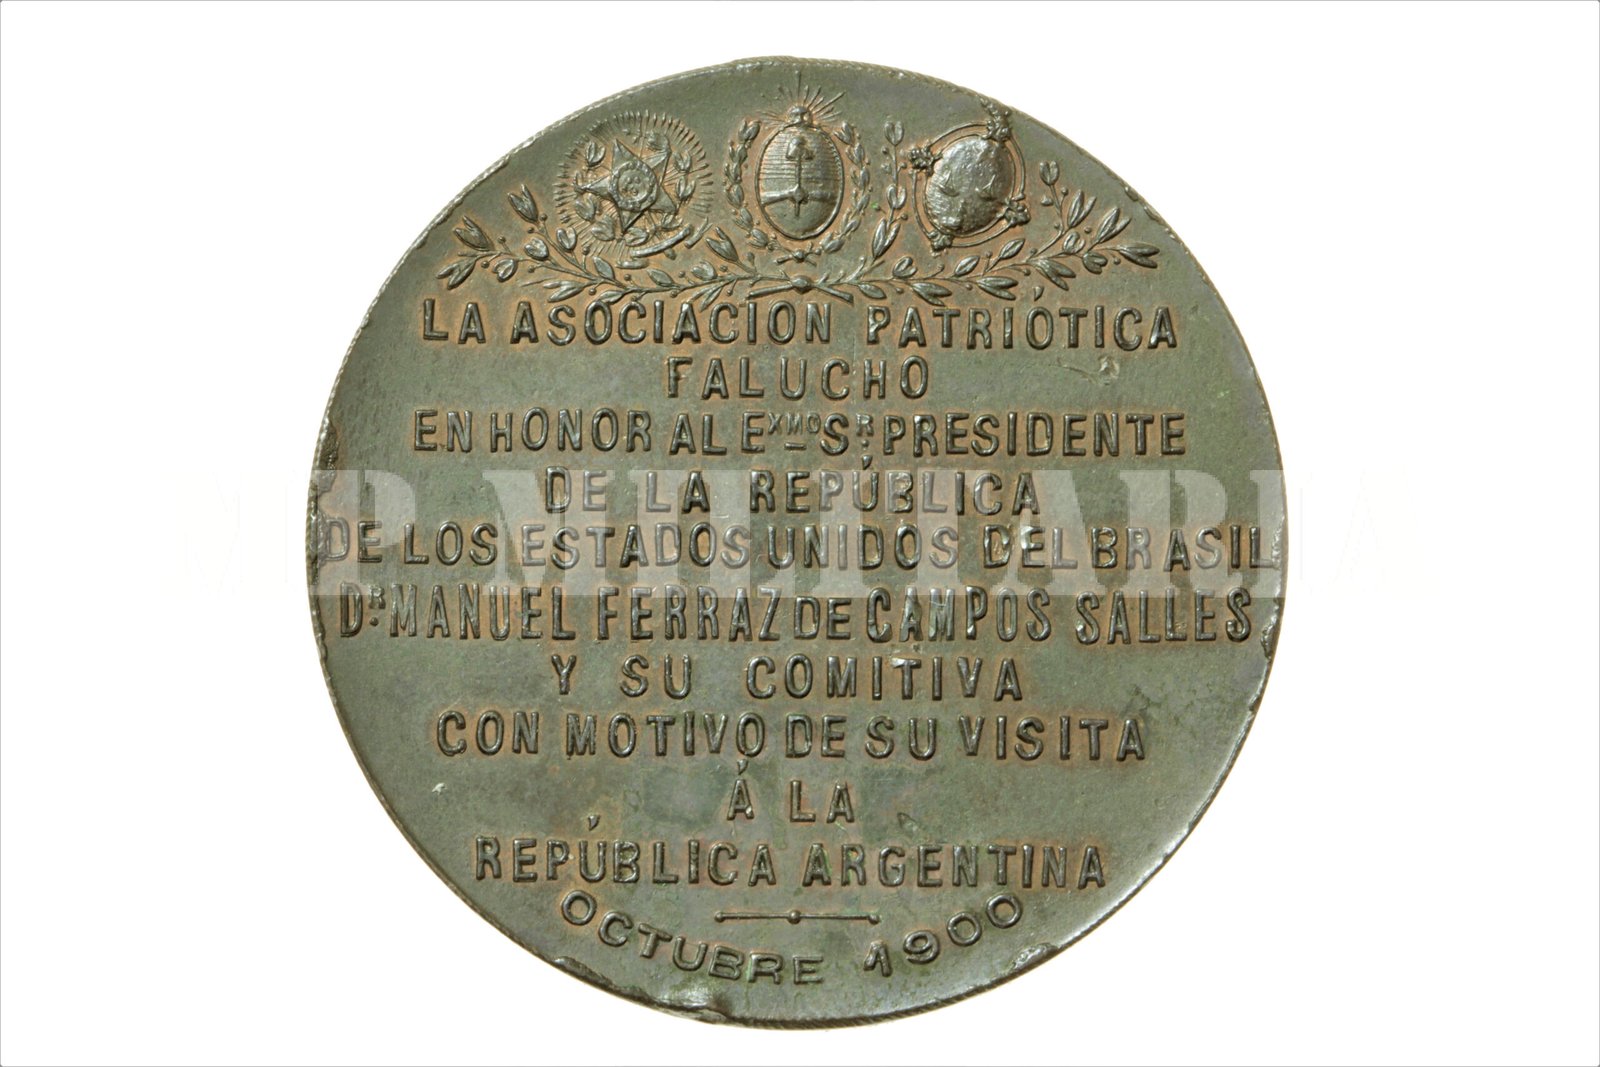 LA ASOCIACION PATRIÓTICA
FALUCHO
EN HONOR AL EXMO SR. PRESIDENTE
DE LA REPÚBLICA
DE LOS ESTADOS UNIDOS DEL BRASIL
DR. MANUEL FERRAZ DE CAMPOS SALLES
Y SU COMITIVA
CON MOTIVO DE SU VISITA
Á LA
REPÚBLICA ARGENTINA
OCTUBRE 1900
MILITARIA